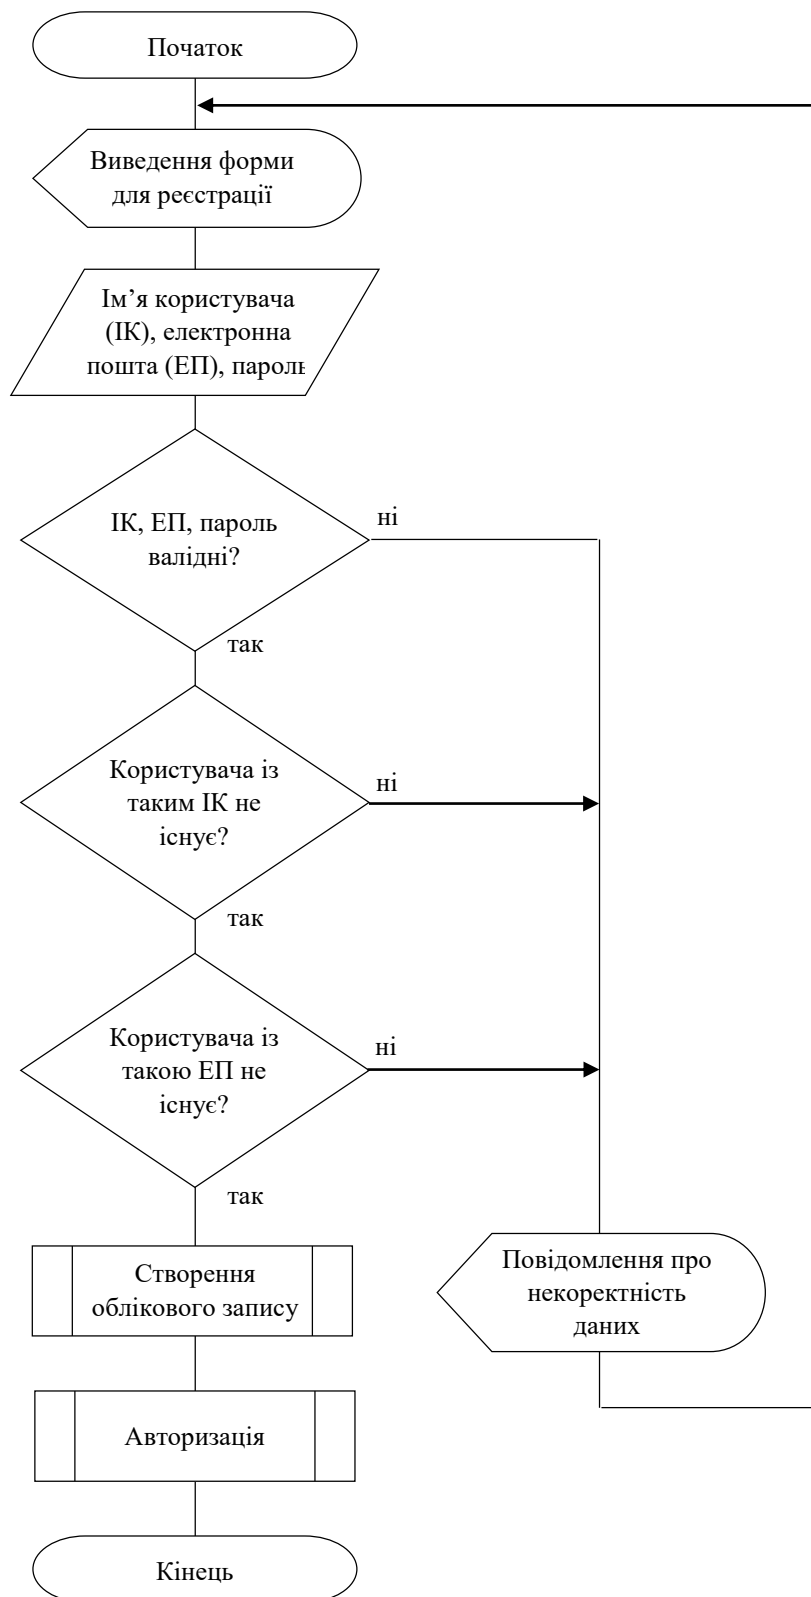 Початок
Виведення форми
для реєстрації
Ім’я користувача
(ІК), електронна
пошта (ЕП), пароль
ІК, ЕП, пароль
валідні?
ні
так
Користувача із
таким ІК не
існує?
ні
так
Користувача із
такою ЕП не
існує?
ні
так
Створення
облікового запису
Повідомлення про
некоректність
даних
Авторизація
Кінець